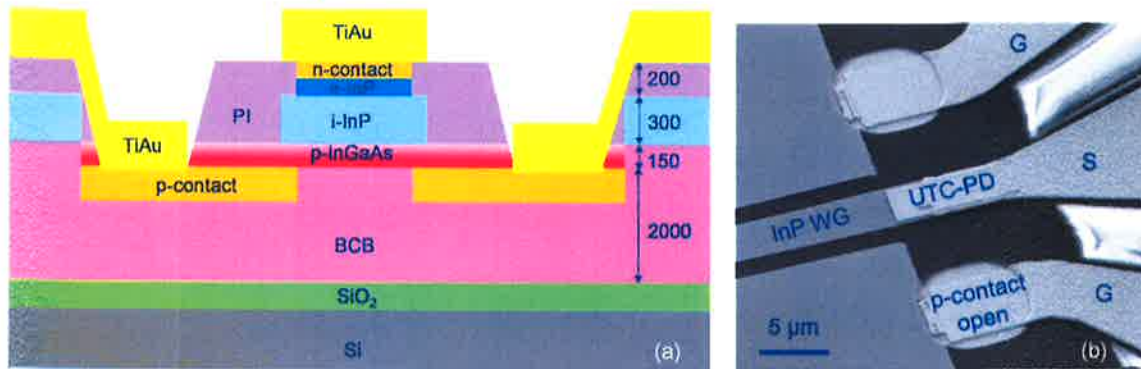 TiAu
n-contact
n-InP
PI
i-InP
TiAu
p-InGaAs
p-contact
BCB
SiO₂
Si
200
300
150
2000
(a)
G
S
UTC-PD
InP WG
p-contact
open
G
5 µm
(b)